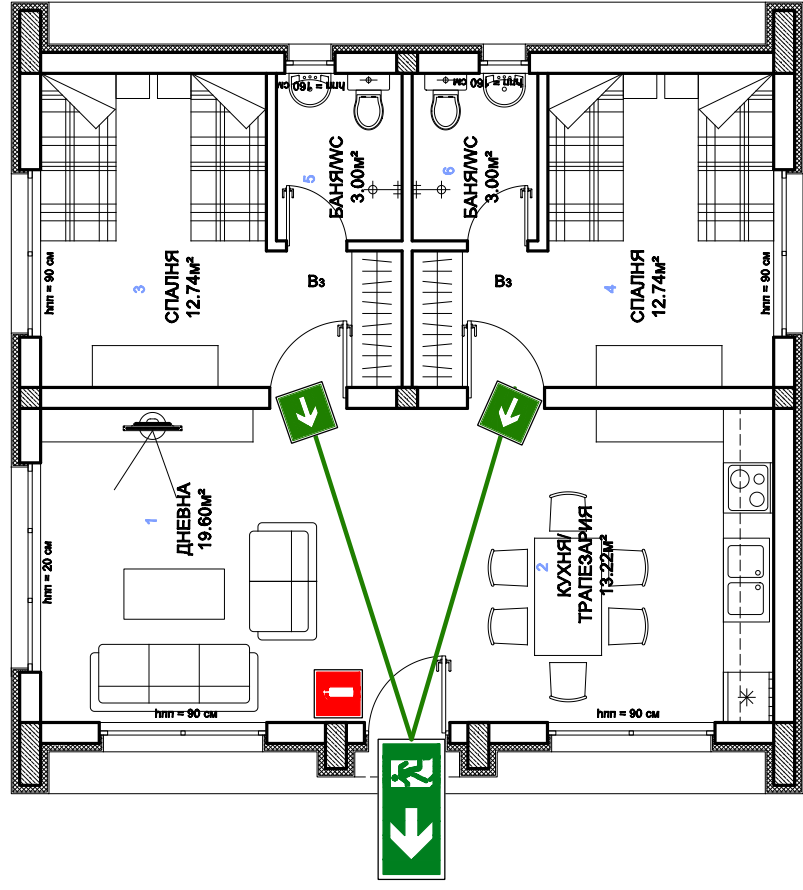 hпп = 160 см
hпп = 160 см
5
БАНЯ/WC
3.00м²
6
БАНЯ/WC
3.00м²
hпп = 90 см
3
СПАЛНЯ
12.74м²
В₃
В₃
4
СПАЛНЯ
12.74м²
hпп = 90 см
1
ДНЕВНА
19.60м²
hпп = 20 см
2
КУХНЯ/
ТРАПЕЗАРИЯ
13.22м²
hпп = 90 см
hпп = 90 см